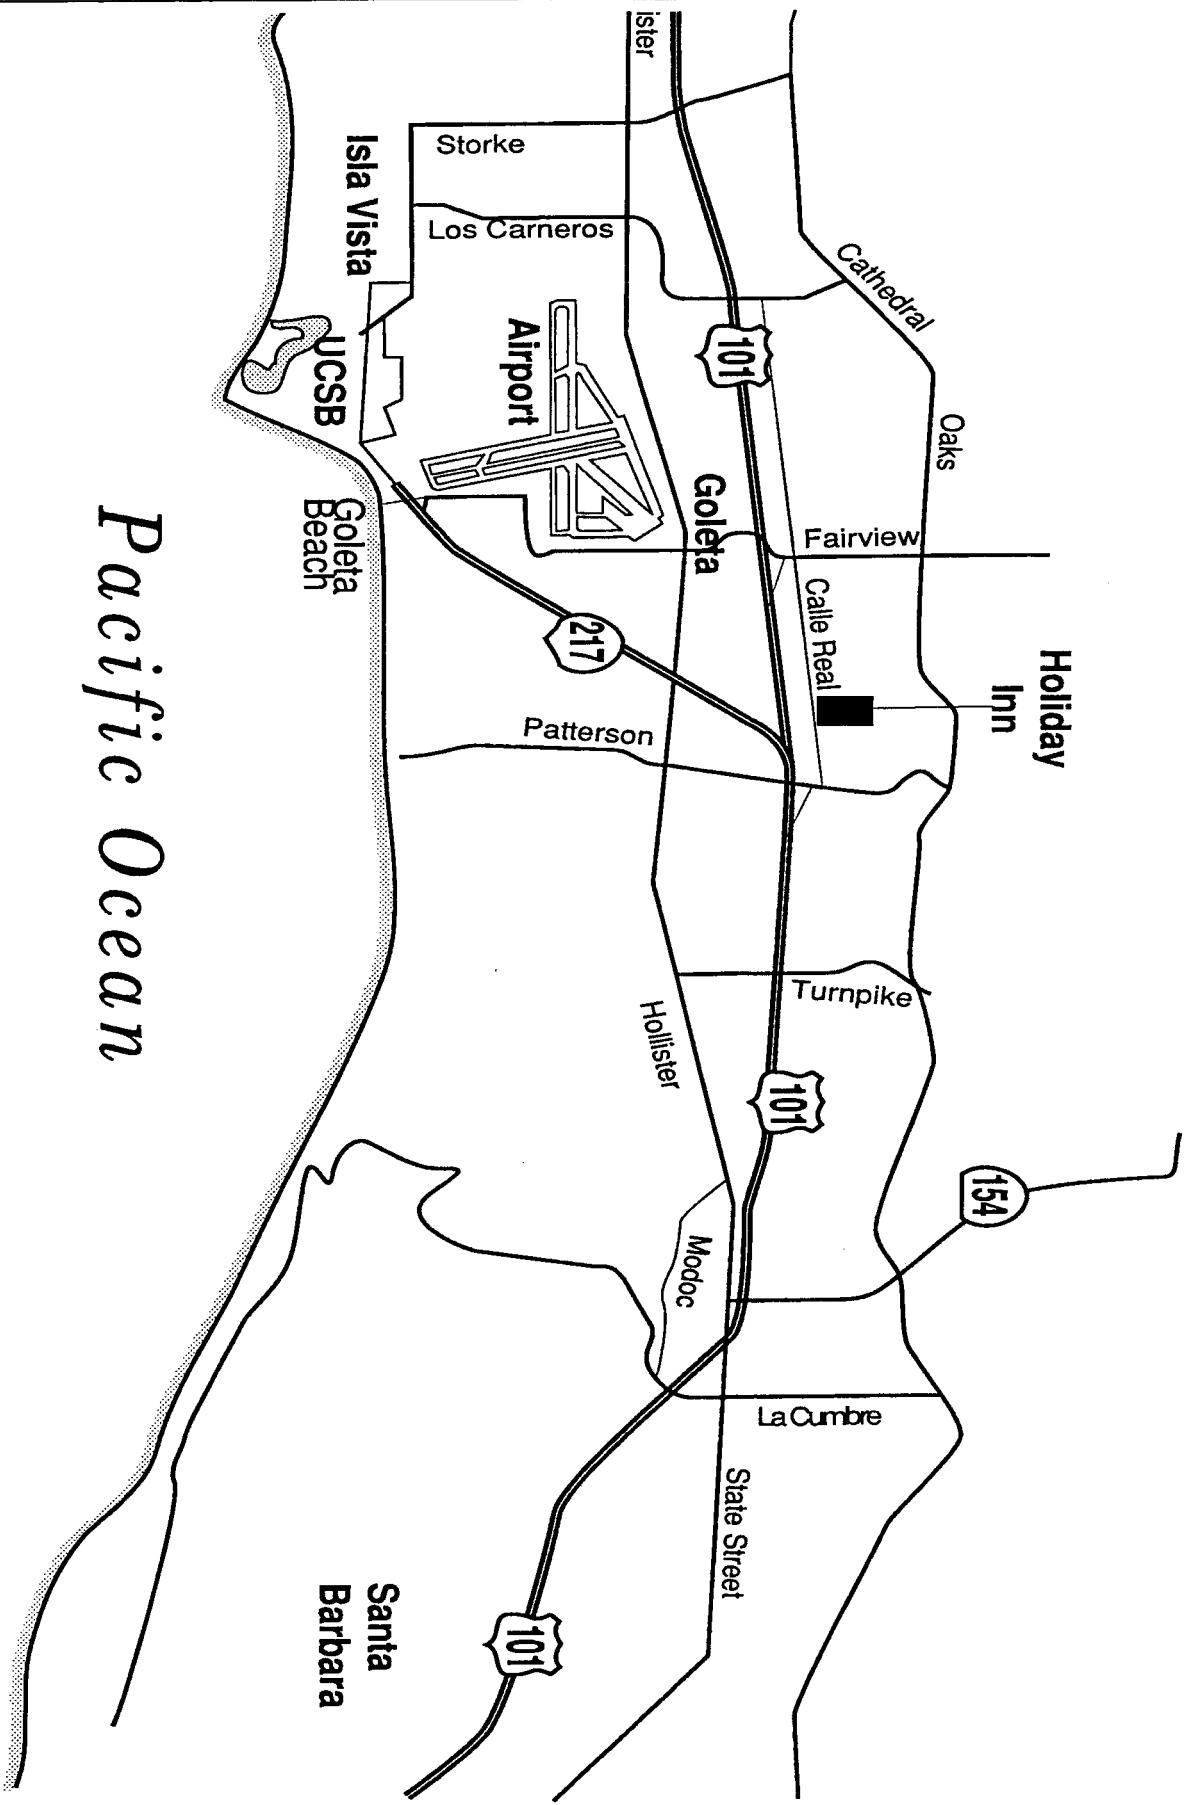 Holiday
Inn
154
Cathedral
Oaks
Fairview
Calle Real
Turnpike
La Cumbre
State Street
101
101
101
ister
Storke
Los Carneros
Goleta
217
Patterson
Hollister
Modoc
Airport
Isla Vista
UCSB
Goleta
Beach
Santa
Barbara
Pacific Ocean